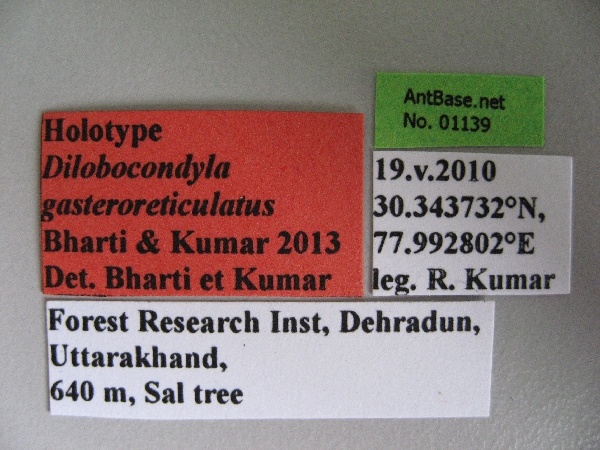 AntBase.net
No. 01139
Holotype
Dilobocondyla
gasteroreticulatus
Bharti & Kumar 2013
Det. Bharti et Kumar
19.v.2010
30.343732°N,
77.992802°E
leg. R. Kumar
Forest Research Inst, Dehradun,
Uttarakhand,
640 m, Sal tree